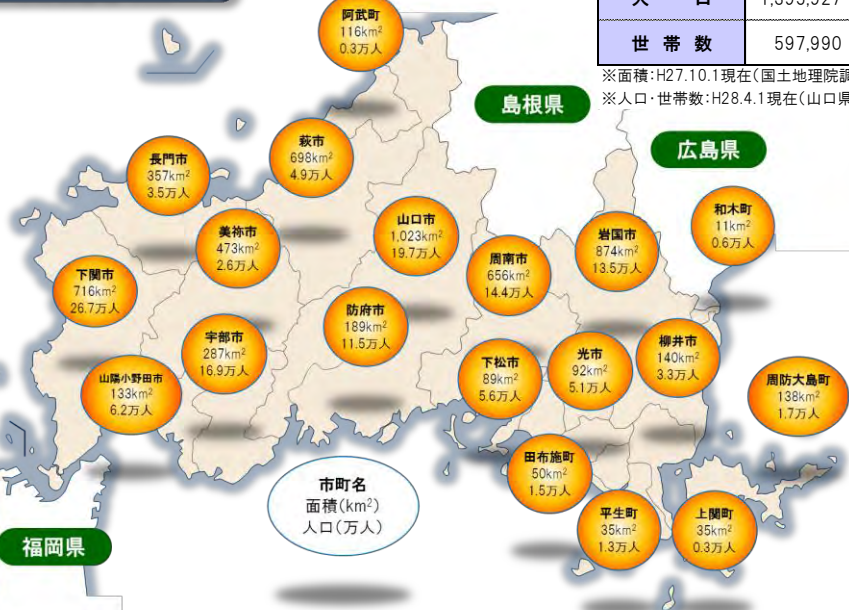 世帯数 597,990
※面積:H27.10.1現在(国土地理院調
※人口・世帯数:H28.4.1現在(山口県
阿武町
116km²
0.3万人
島根県
広島県
萩市
698km²
4.9万人
長門市
357km²
3.5万人
和木町
11km²
0.6万人
山口市
1,023km²
19.7万人
美祢市
473km²
2.6万人
岩国市
874km²
13.5万人
周南市
656km²
14.4万人
下関市
716km²
26.7万人
防府市
189km²
11.5万人
宇部市
287km²
16.9万人
柳井市
140km²
3.3万人
下松市
89km²
5.6万人
光市
92km²
5.1万人
山陽小野田市
133km²
6.2万人
周防大島町
138km²
1.7万人
田布施町
50km²
1.5万人
市町名
面積(km²)
人口(万人)
平生町
35km²
1.3万人
上関町
35km²
0.3万人
福岡県